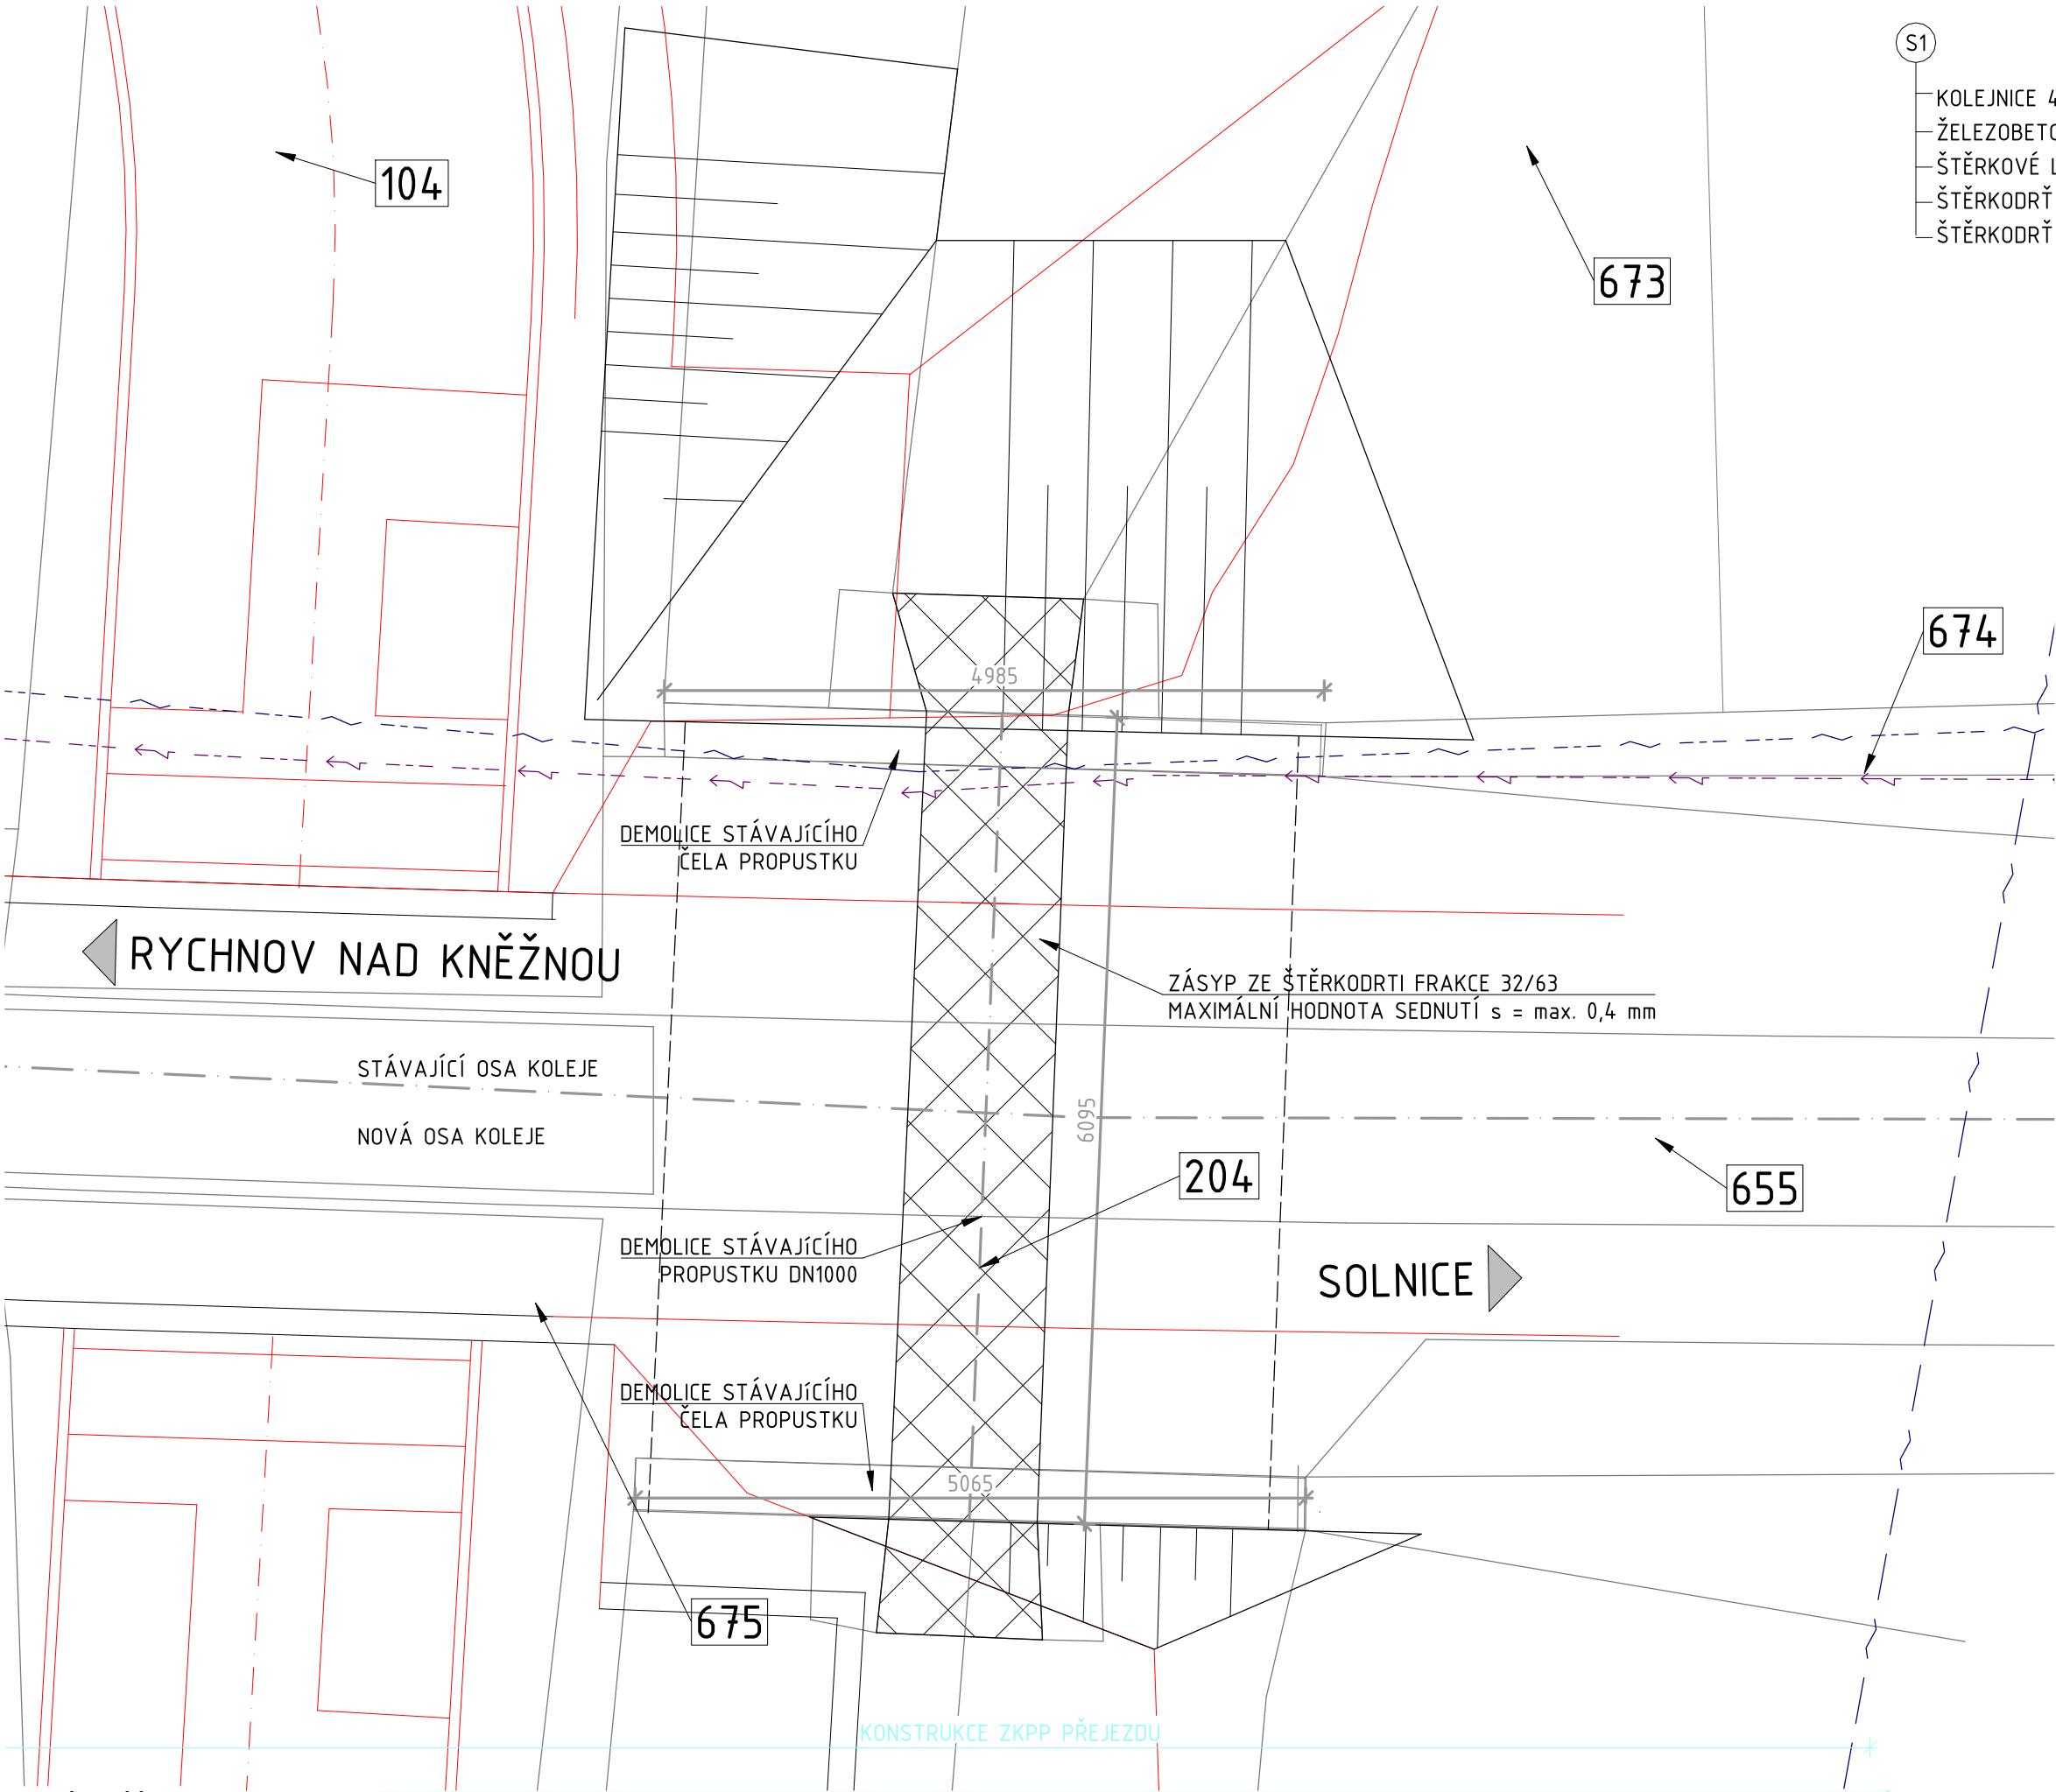 S1
KOLEJNICE 4
ŽELEZOBETO
ŠTĚRKOVÉ L
ŠTĚRKODRŤ
ŠTĚRKODRŤ
104
673
674
4985
DEMOLICE STÁVAJíCÍHO
ČELA PROPUSTKU
RYCHNOV NAD KNĚŽNOU
ZÁSYP ZE ŠTĚRKODRTI FRAKCE 32/63
MAXIMÁLNÍ HODNOTA SEDNUTÍ s = max. 0,4 mm
STÁVAJÍCÍ OSA KOLEJE
NOVÁ OSA KOLEJE
6095
204
655
DEMOLICE STÁVAJíCÍHO
PROPUSTKU DN1000
SOLNICE
DEMOLICE STÁVAJíCÍHO
ČELA PROPUSTKU
5065
675
KONSTRUKCE ZKPP PŘEJEZDU